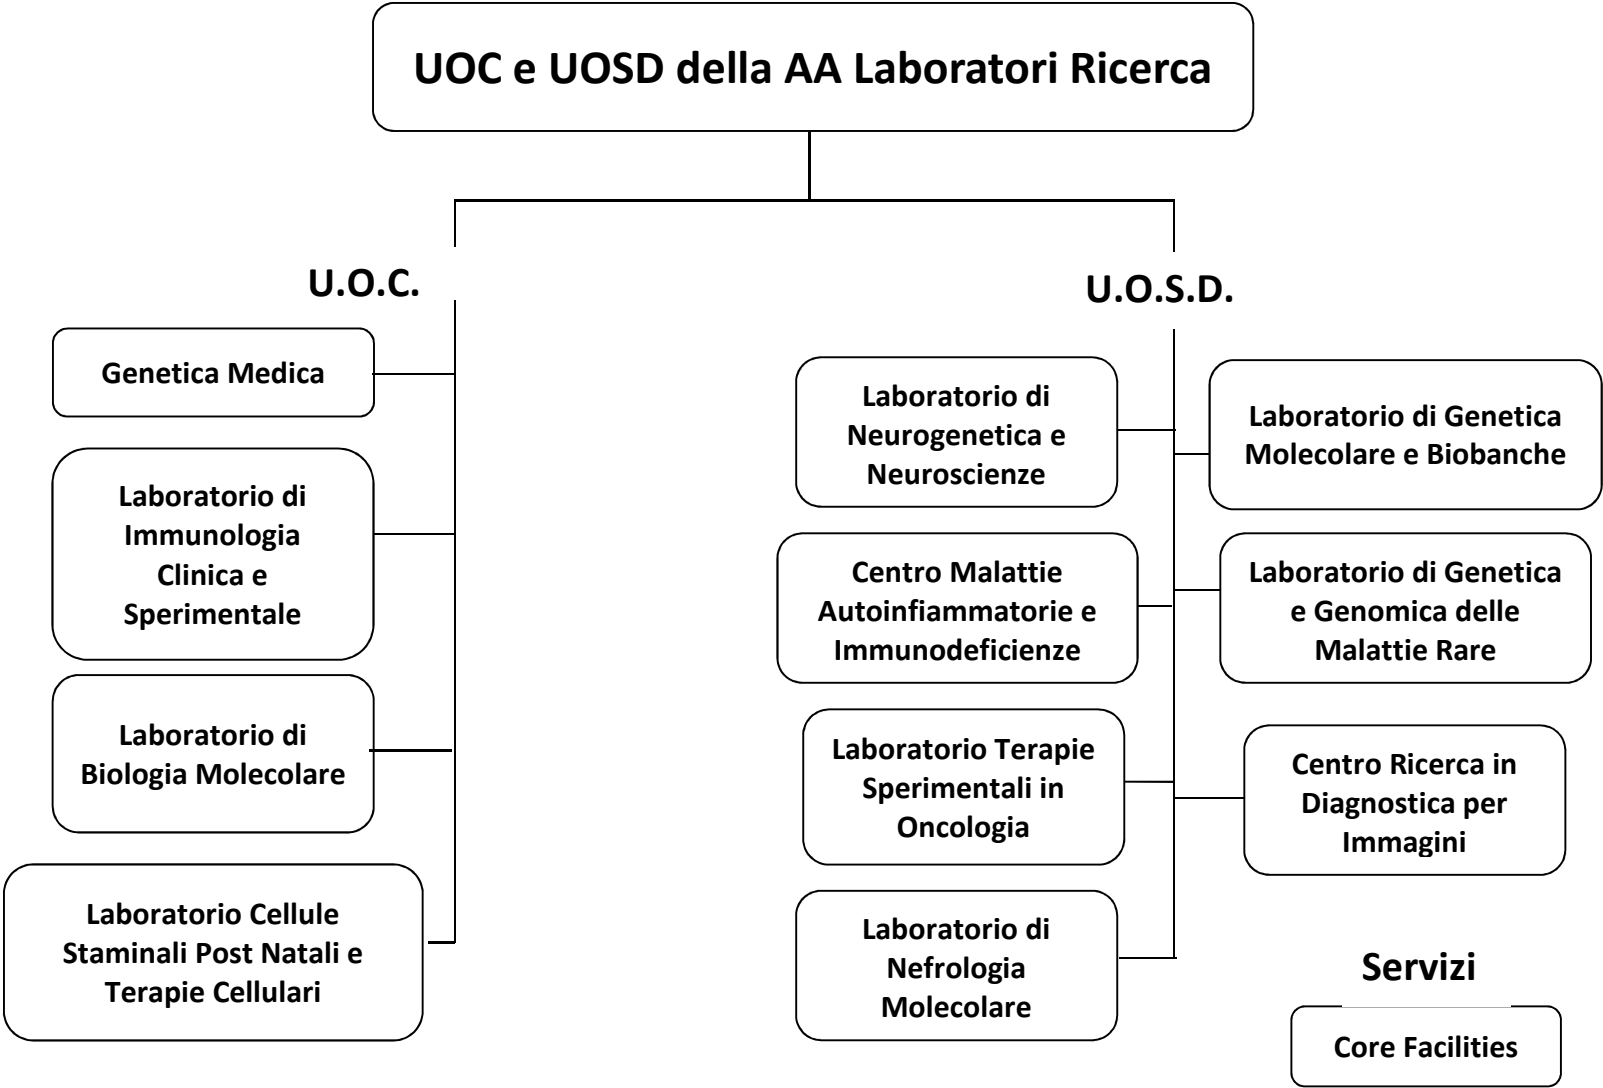 UOC e UOSD della AA Laboratori Ricerca
U.O.C.
Genetica Medica
Laboratorio di
Immunologia
Clinica e
Sperimentale
Laboratorio di
Biologia Molecolare
Laboratorio Cellule
Staminali Post Natali e
Terapie Cellulari
U.O.S.D.
Laboratorio di
Neurogenetica e
Neuroscienze
Laboratorio di Genetica
Molecolare e Biobanche
Centro Malattie
Autoinfiammatorie e
Immunodeficienze
Laboratorio di Genetica
e Genomica delle
Malattie Rare
Laboratorio Terapie
Sperimentali in
Oncologia
Centro Ricerca in
Diagnostica per
Immagini
Laboratorio di
Nefrologia
Molecolare
Servizi
Core Facilities